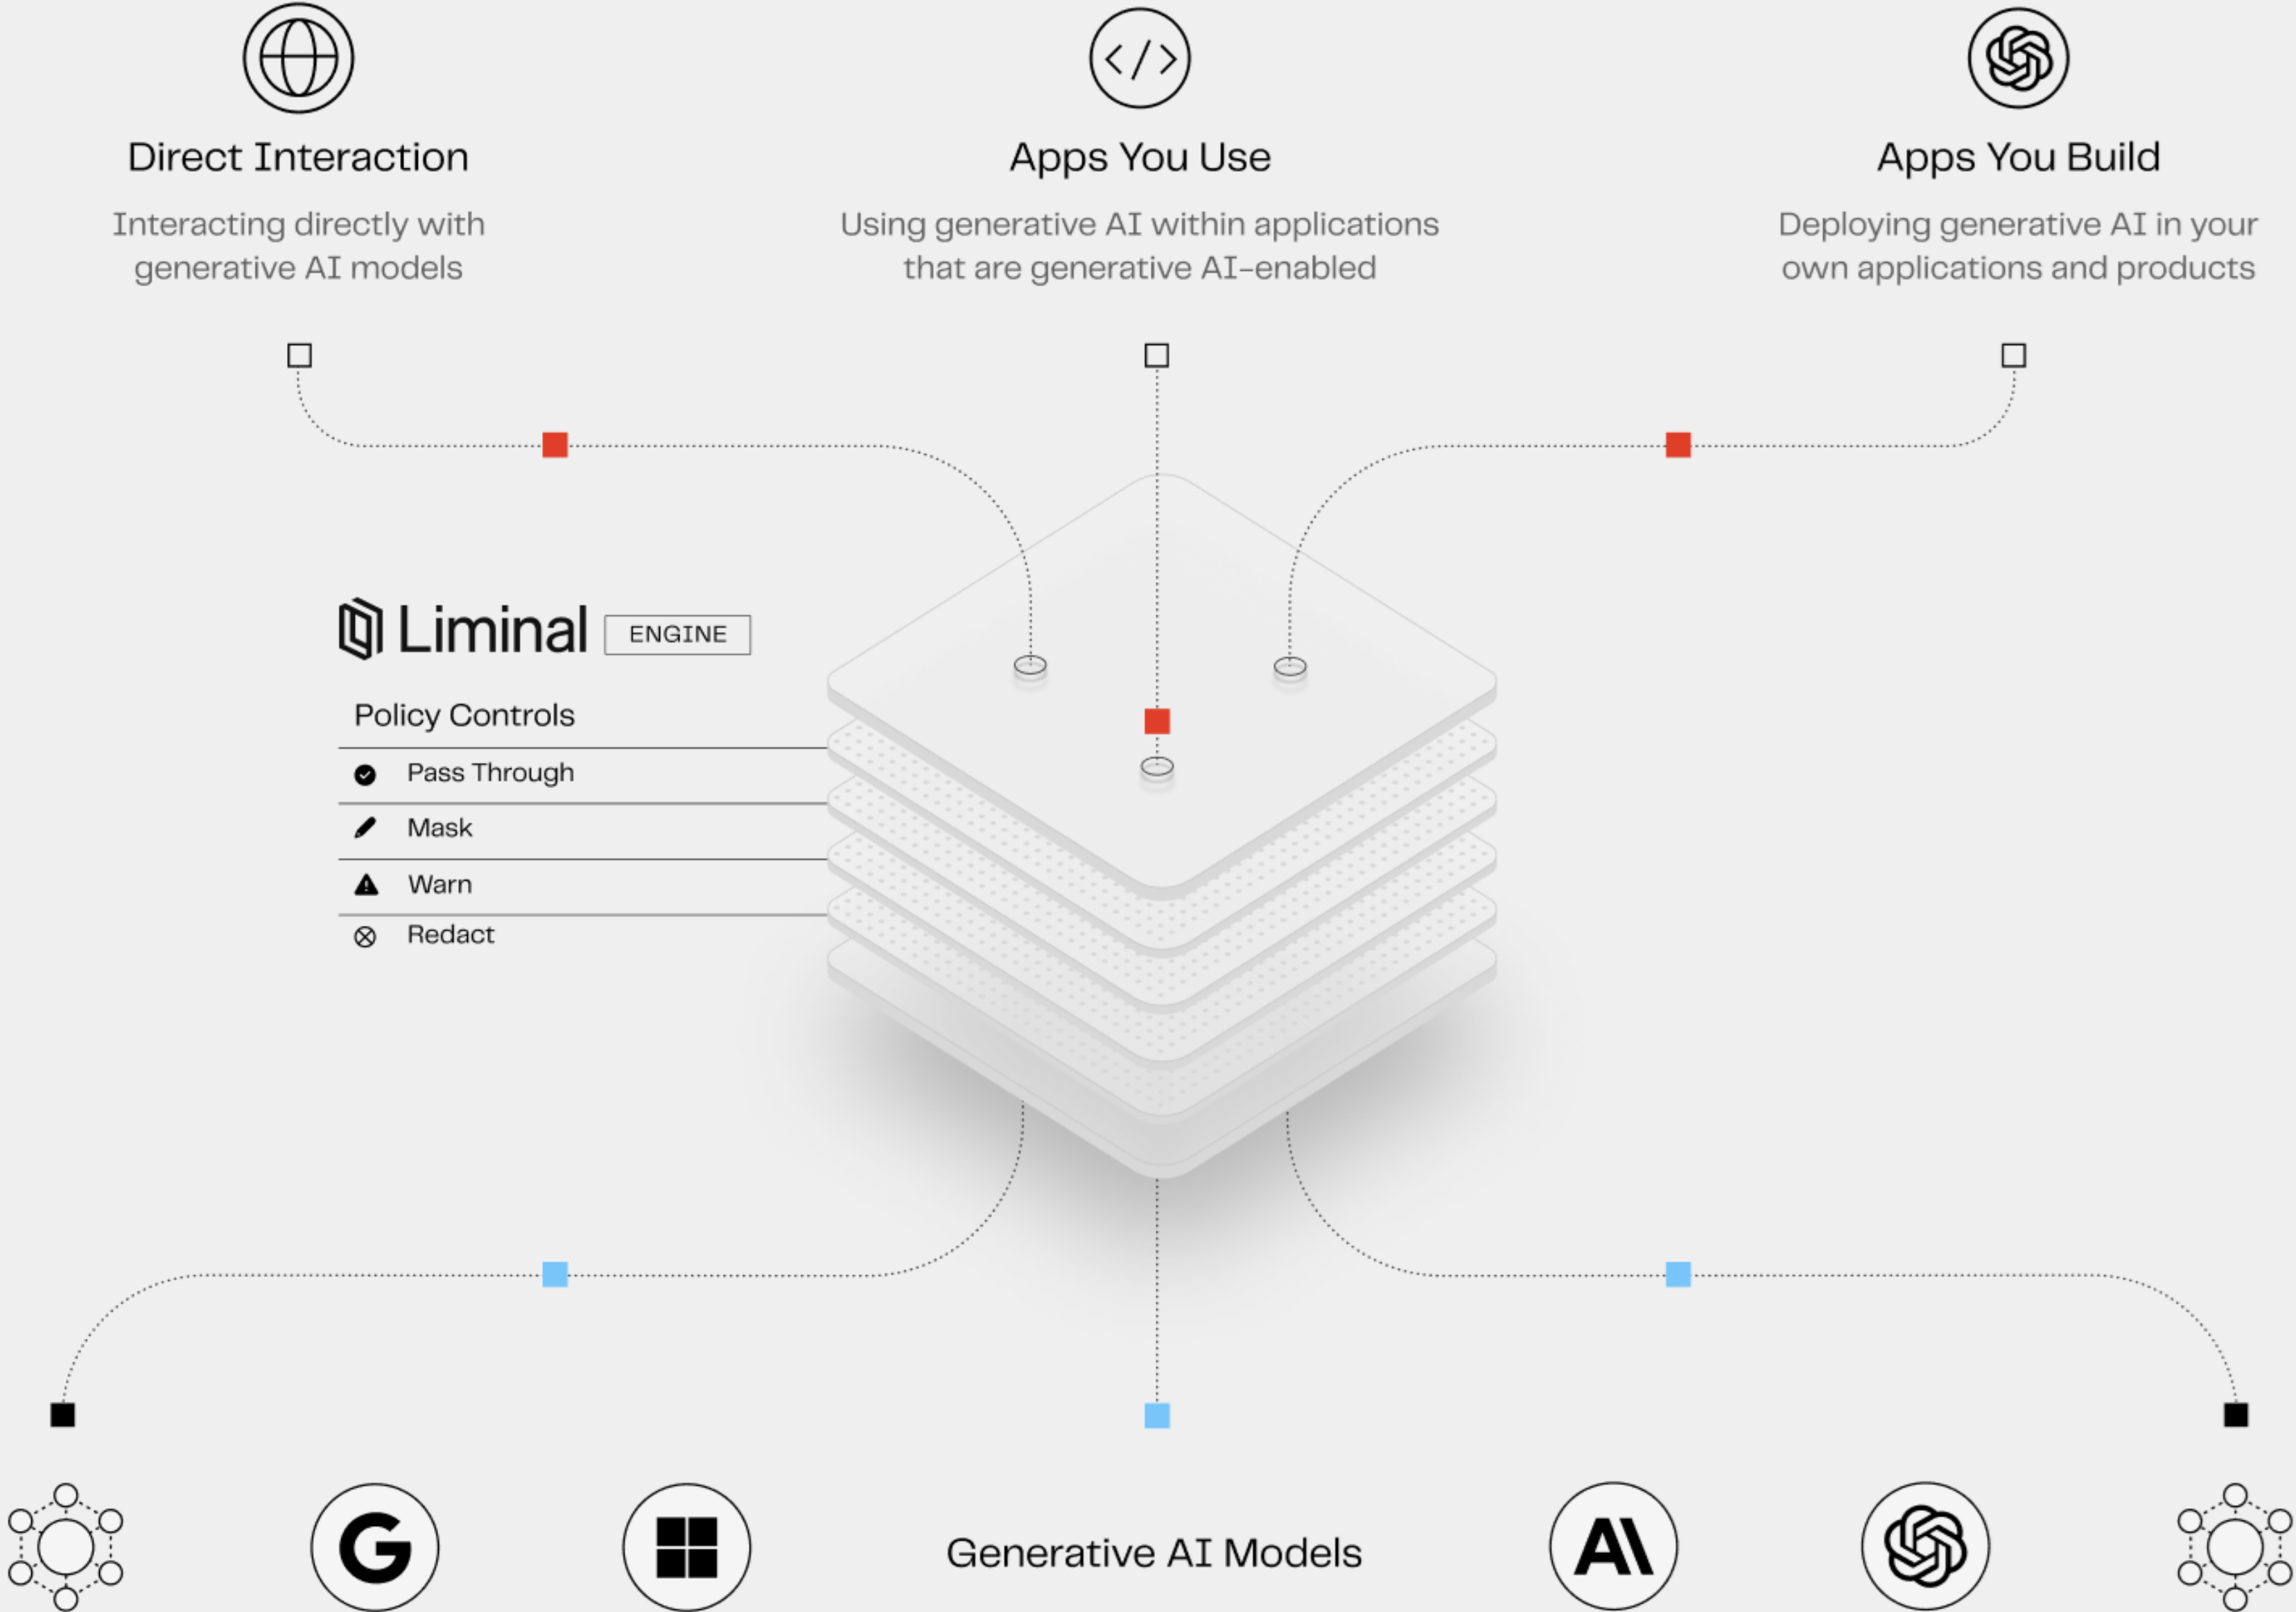 Direct Interaction
Interacting directly with
generative AI models
Apps You Use
Using generative AI within applications
that are generative AI-enabled
Apps You Build
Deploying generative AI in your
own applications and products
Liminal ENGINE
Policy Controls
Pass Through
Mask
Warn
Redact
Generative AI Models